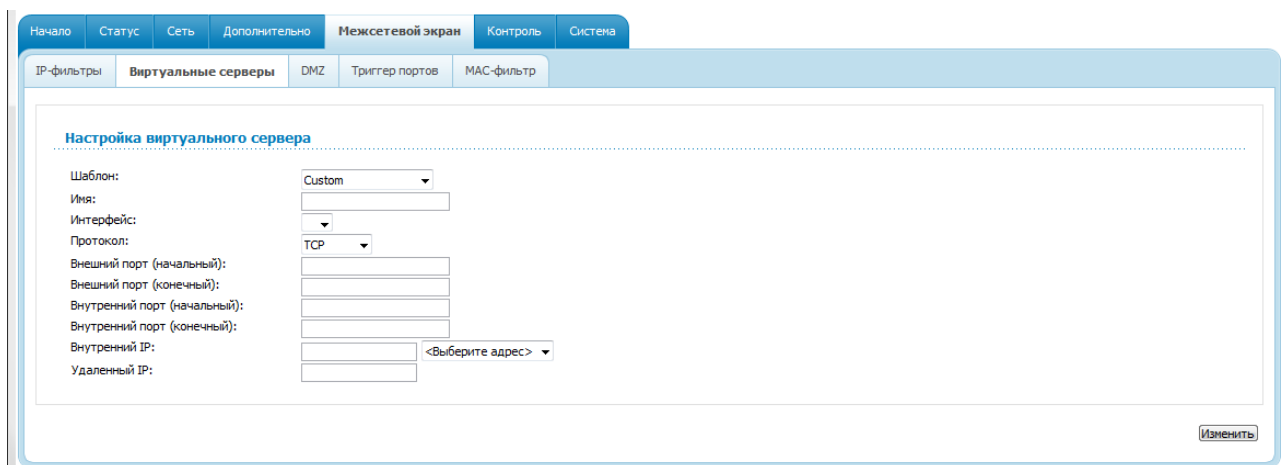 Начало Статус Сеть Дополнительно Межсетевой экран Контроль Система
IP-фильтры Виртуальные серверы DMZ Триггер портов MAC-фильтр
Настройка виртуального сервера
Шаблон: Custom
Имя:
Интерфейс:
Протокол: TCP
Внешний порт (начальный):
Внешний порт (конечный):
Внутренний порт (начальный):
Внутренний порт (конечный):
Внутренний IP: <Выберите адрес>
Удаленный IP:
Изменить